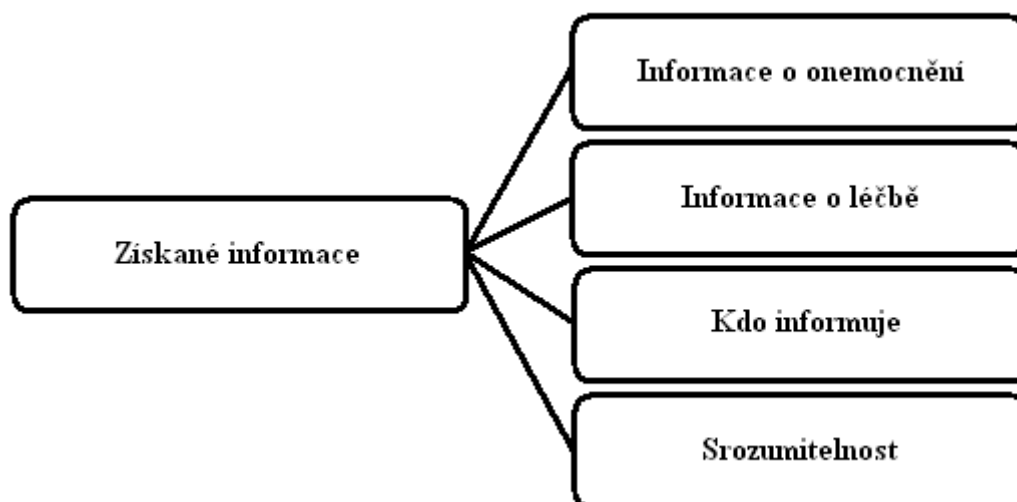 Získané informace
Informace o onemocnění
Informace o léčbě
Kdo informuje
Srozumitelnost